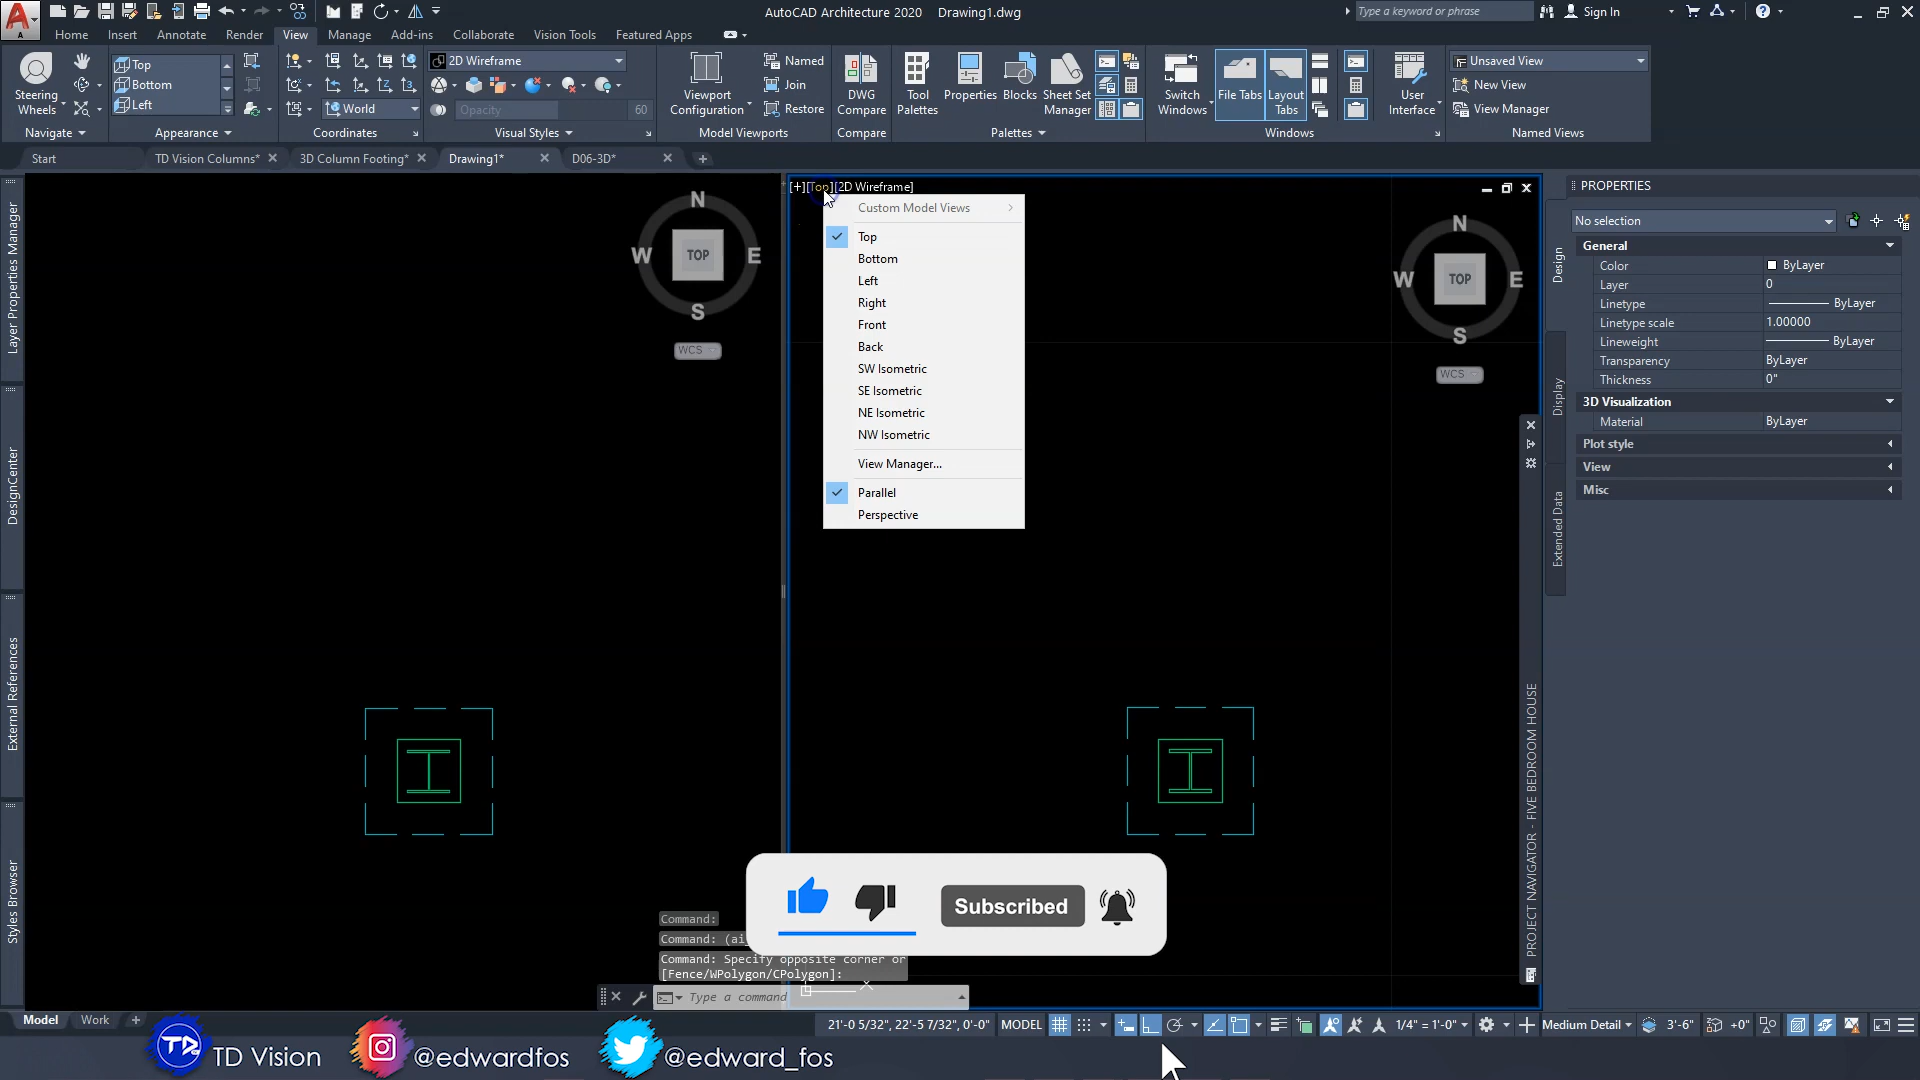 AutoCAD Architecture 2020 Drawing1.dwg
Type a keyword or phrase
Sign In
Home Insert Annotate Render View Manage Add-ins Collaborate Vision Tools Featured Apps
Steering Wheels
Navigate
Top
Bottom
Left
Appearance
World
Coordinates
2D Wireframe
Opacity 60
Visual Styles
Viewport Configuration
Named
Join
Restore
Model Viewports
DWG Compare
Compare
Tool Palettes
Properties
Blocks
Sheet Set Manager
Palettes
Switch Windows
File Tabs
Layout Tabs
Windows
User Interface
Unsaved View
New View
View Manager
Named Views
Start
TD Vision Columns*
3D Column Footing*
Drawing1*
D06-3D*
Layer Properties Manager
DesignCenter
External References
Styles Browser
N
W TOP E
S
WCS
[+][Top][2D Wireframe]
Custom Model Views
Top
Bottom
Left
Right
Front
Back
SW Isometric
SE Isometric
NE Isometric
NW Isometric
View Manager...
Parallel
Perspective
N
W TOP E
S
WCS
PROJECT NAVIGATOR - FIVE BEDROOM HOUSE
PROPERTIES
No selection
Design
Display
Extended Data
General
Color ByLayer
Layer 0
Linetype ByLayer
Linetype scale 1.00000
Lineweight ByLayer
Transparency ByLayer
Thickness 0"
3D Visualization
Material ByLayer
Plot style
View
Misc
Subscribed
Command:
Command: (ai
Command: Specify opposite corner or
[Fence/WPolygon/CPolygon]:
Type a command
Model Work
21'-0 5/32", 22'-5 7/32", 0'-0" MODEL 1/4" = 1'-0" Medium Detail 3'-6" +0"
TD TD Vision @edwardfos @edward_fos